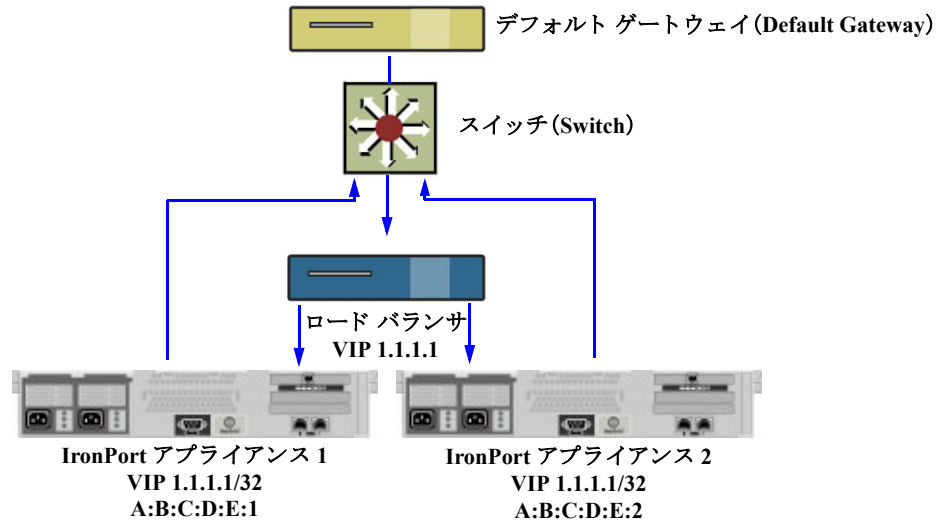 デフォルト ゲートウェイ(Default Gateway)
スイッチ(Switch)
ロード バランサ
VIP 1.1.1.1
IronPort アプライアンス 1
VIP 1.1.1.1/32
A:B:C:D:E:1
IronPort アプライアンス 2
VIP 1.1.1.1/32
A:B:C:D:E:2